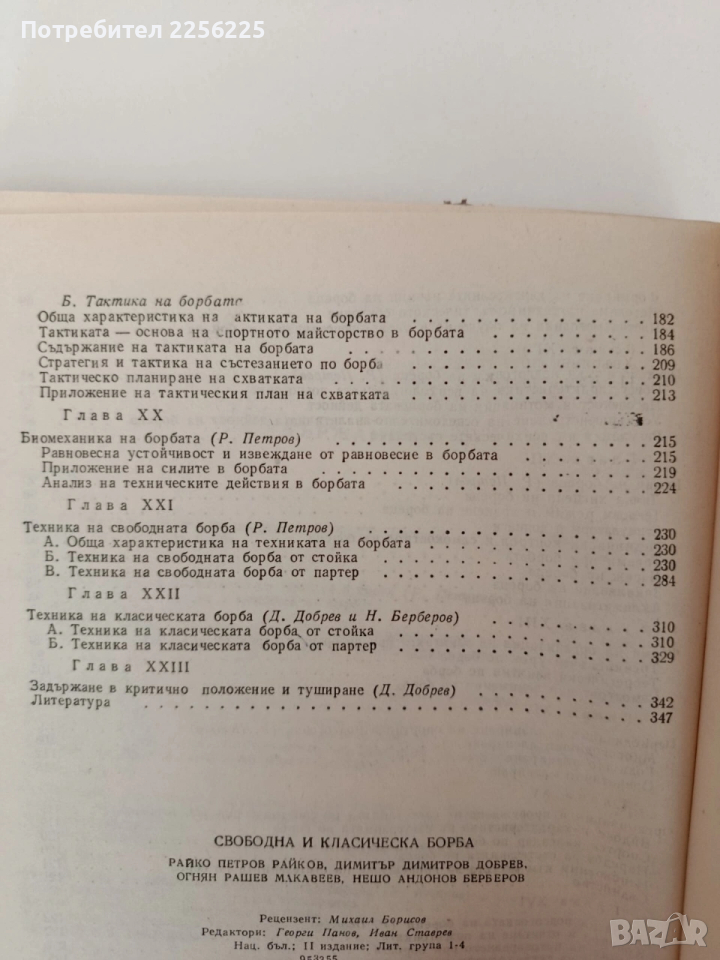 Потребител 2256225
Б. Тактика на борбата
Обща характеристика на актиката на борбата 182
Тактиката — основа на спортното майсторство в борбата 184
Съдържание на тактиката на борбата 186
Стратегия и тактика на състезанието по борба 209
Тактическо планиране на схватката 210
Приложение на тактическия план на схватката 213
Глава XX
Биомеханика на борбата (Р. Петров) 215
Равновесна устойчивост и извеждане от равновесие в борбата 215
Приложение на силите в борбата 219
Анализ на техническите действия в борбата 224
Глава XXI
Техника на свободната борба (Р. Петров) 230
А. Обща характеристика на техниката на борбата 230
Б. Техника на свободната борба от стойка 230
В. Техника на свободната борба от партер 284
Глава XXII
Техника на класическата борба (Д. Добрев и Н. Берберов) 310
А. Техника на класическата борба от стойка 310
Б. Техника на класическата борба от партер 329
Глава XXIII
Задържане в критично положение и туширане (Д. Добрев) 342
Литература 347
СВОБОДНА И КЛАСИЧЕСКА БОРБА
РАЙКО ПЕТРОВ РАЙКОВ, ДИМИТЪР ДИМИТРОВ ДОБРЕВ,
ОГНЯН РАШЕВ МАКАВЕЕВ, НЕШО АНДОНОВ БЕРБЕРОВ
Рецензент: Михаил Борисов
Редактори: Георги Панов, Иван Ставрев
Нац. бъл.; II издание; Лит. група 1-4
953255
BAZAR